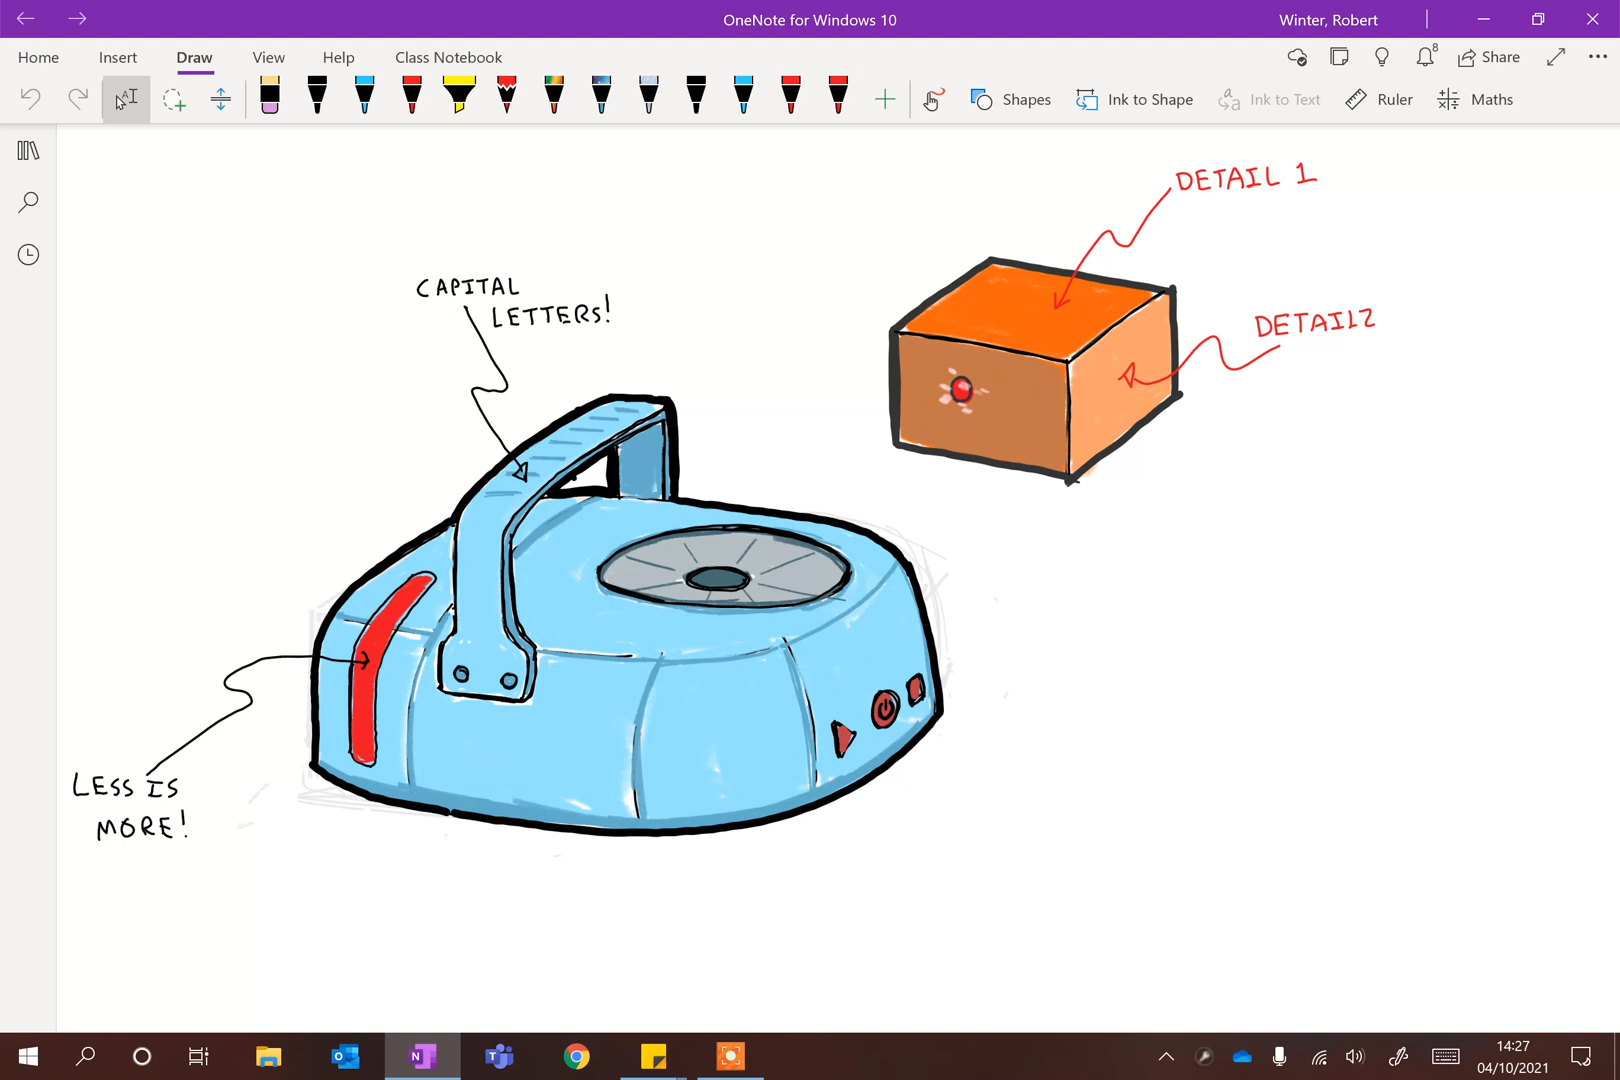 OneNote for Windows 10
Winter, Robert
Home
Insert
Draw
View
Help
Class Notebook
8
Share
Shapes
Ink to Shape
Ink to Text
Ruler
Maths
DETAIL 1
CAPITAL
LETTERS!
DETAIL2
LESS IS
MORE!
14:27
04/10/2021